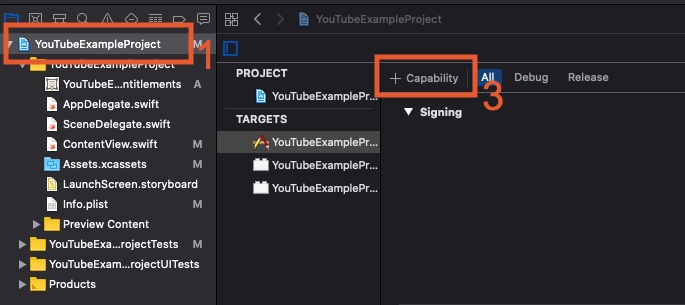 YouTubeExampleProject M
1
YouTubeExampleProject
YouTubeE...ntitlements A
AppDelegate.swift
SceneDelegate.swift
ContentView.swift M
Assets.xcassets M
LaunchScreen.storyboard
Info.plist M
Preview Content
YouTubeExa...rojectTests M
YouTubeExam...rojectUITests
Products
YouTubeExampleProject
PROJECT
YouTubeExamplePr...
TARGETS
YouTubeExamplePr...
YouTubeExamplePr...
YouTubeExamplePr...
+ Capability All Debug Release
3
Signing